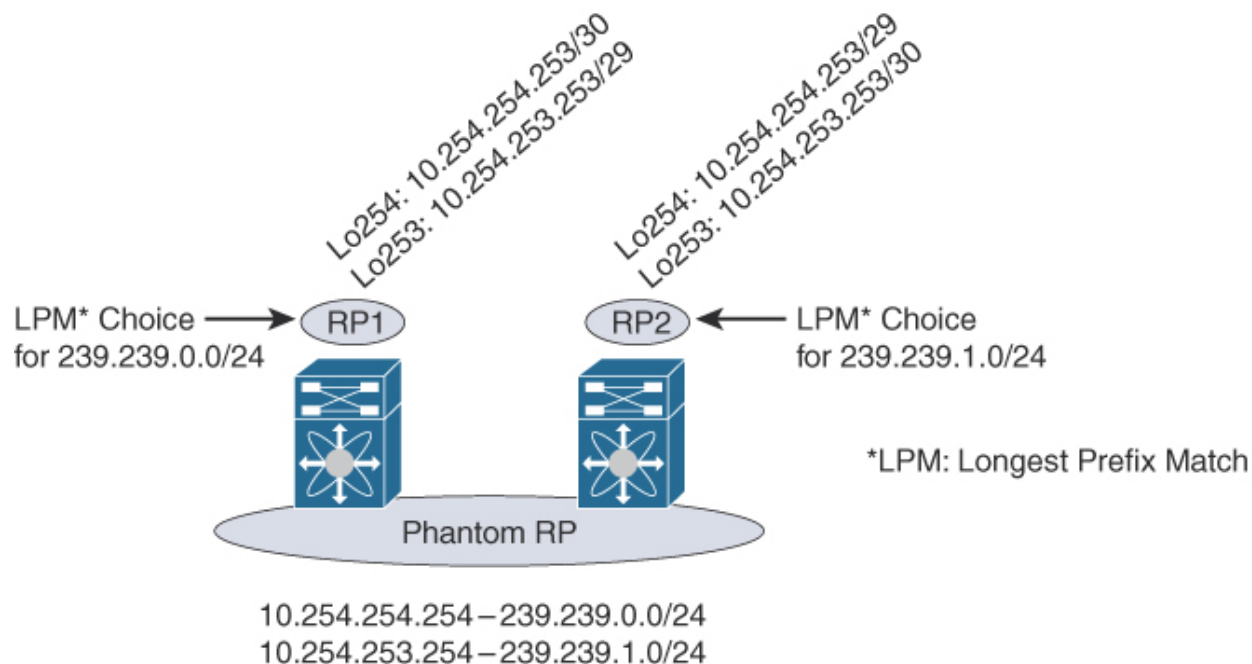 Lo254: 10.254.254.253/30
Lo253: 10.254.253.253/29
Lo254: 10.254.254.253/29
Lo253: 10.254.253.253/30
LPM* Choice
for 239.239.0.0/24
RP1
RP2
LPM* Choice
for 239.239.1.0/24
*LPM: Longest Prefix Match
Phantom RP
10.254.254.254–239.239.0.0/24
10.254.253.254–239.239.1.0/24